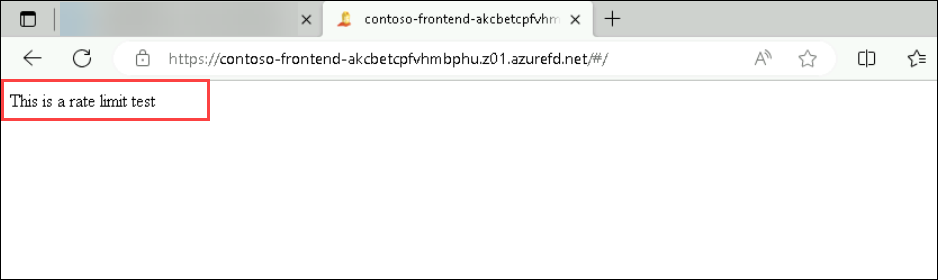 contoso-frontend-akcbetcpfvhm
https://contoso-frontend-akcbetcpfvhmbphu.z01.azurefd.net/#/
This is a rate limit test